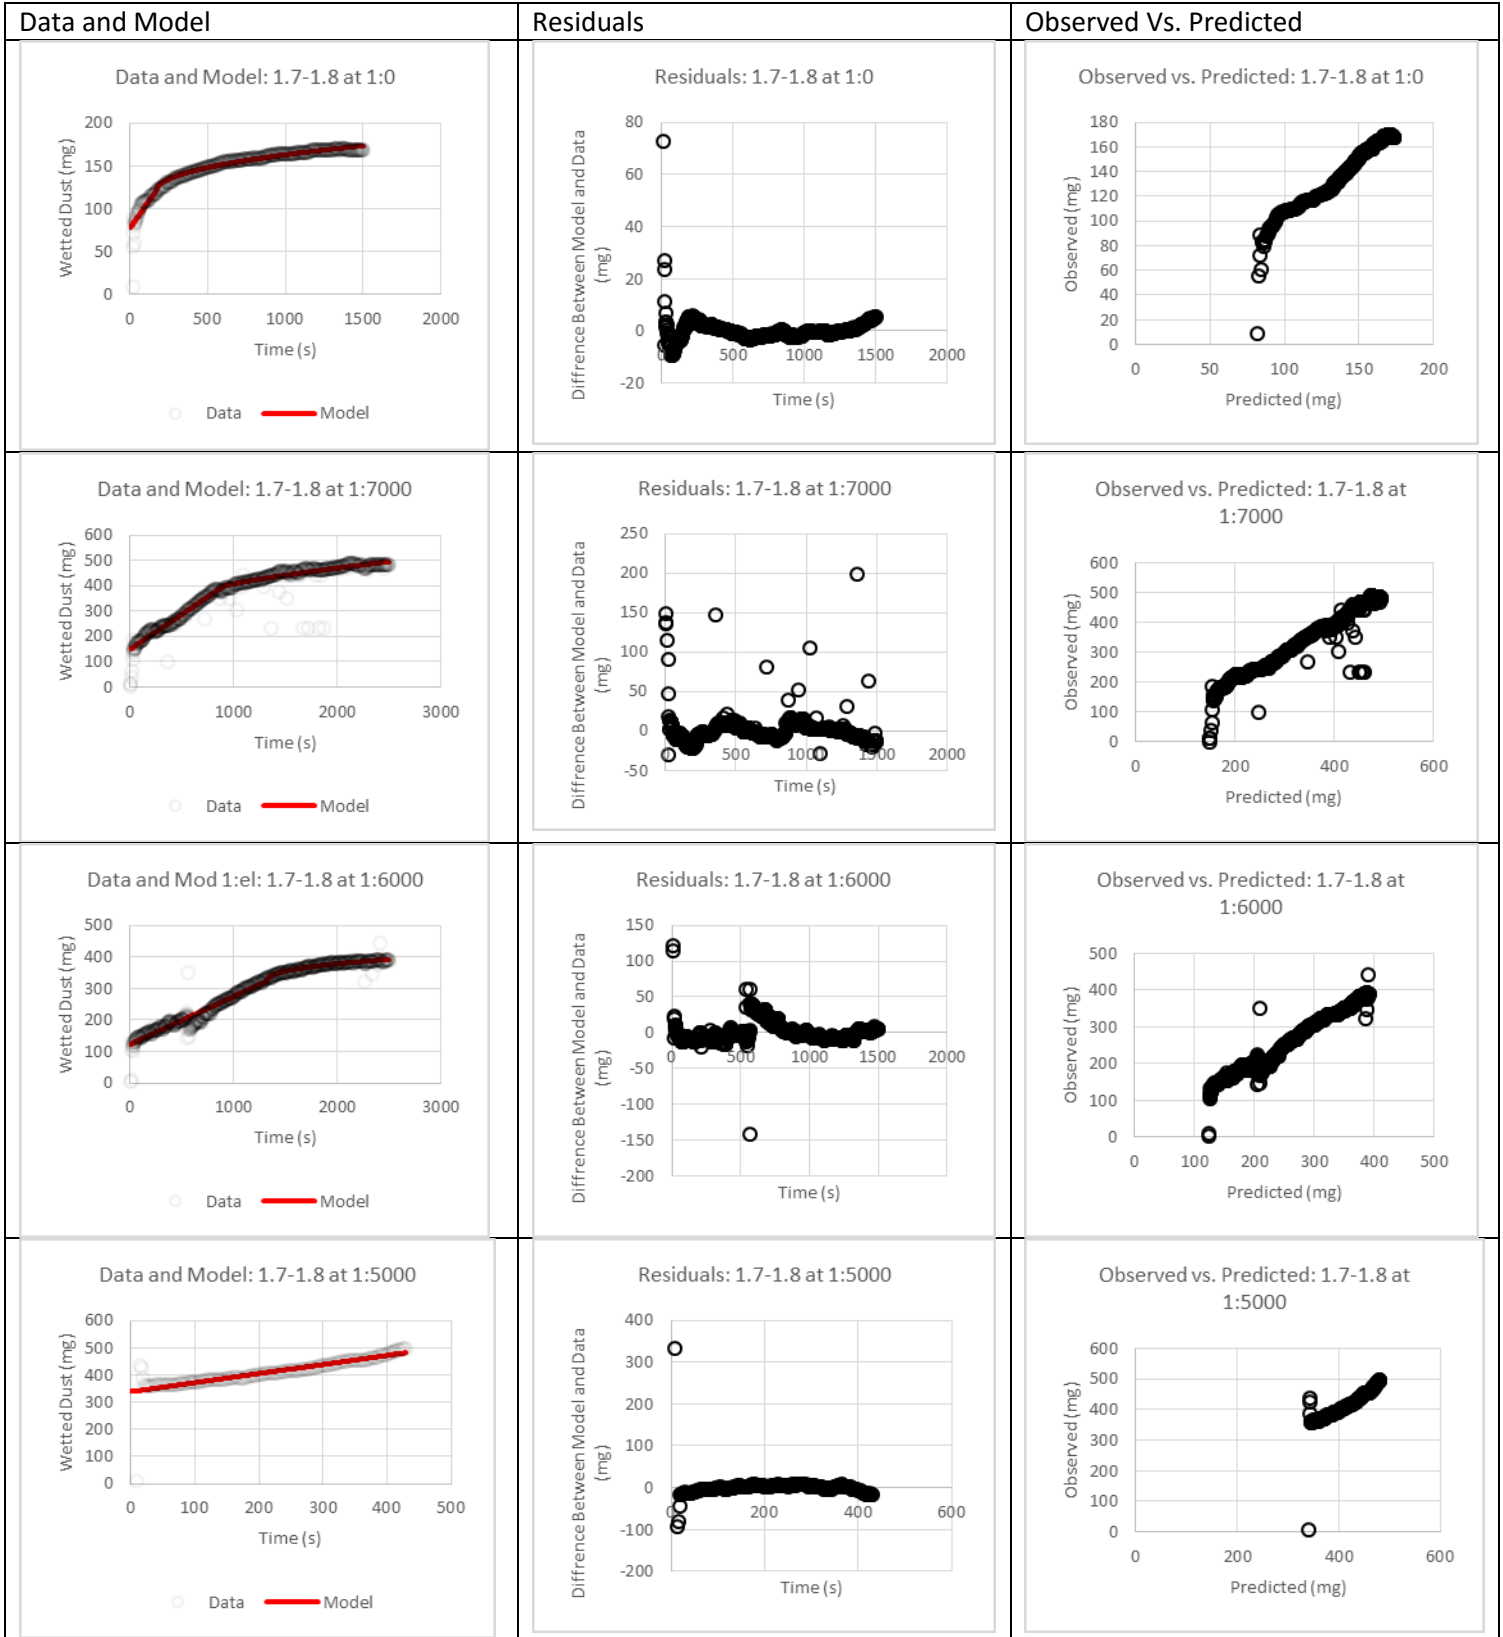 Data and Model
Residuals
Observed Vs. Predicted
Data and Model: 1.7-1.8 at 1:0
Wetted Dust (mg)
200
150
100
50
0
0 500 1000 1500 2000
Time (s)
Data Model
Residuals: 1.7-1.8 at 1:0
Diffrence Between Model and Data
(mg)
80
60
40
20
0
-20
0 500 1000 1500 2000
Time (s)
Observed vs. Predicted: 1.7-1.8 at 1:0
Observed (mg)
180
160
140
120
100
80
60
40
20
0
0 50 100 150 200
Predicted (mg)
Data and Model: 1.7-1.8 at 1:7000
Wetted Dust (mg)
600
500
400
300
200
100
0
0 1000 2000 3000
Time (s)
Data Model
Residuals: 1.7-1.8 at 1:7000
Diffrence Between Model and Data
(mg)
250
200
150
100
50
0
-50
0 500 1000 1500 2000
Time (s)
Observed vs. Predicted: 1.7-1.8 at
1:7000
Observed (mg)
600
500
400
300
200
100
0
0 200 400 600
Predicted (mg)
Data and Mod 1:el: 1.7-1.8 at 1:6000
Wetted Dust (mg)
500
400
300
200
100
0
0 1000 2000 3000
Time (s)
Data Model
Residuals: 1.7-1.8 at 1:6000
Diffrence Between Model and Data
(mg)
150
100
50
0
-50
-100
-150
-200
0 500 1000 1500 2000
Time (s)
Observed vs. Predicted: 1.7-1.8 at
1:6000
Observed (mg)
500
400
300
200
100
0
0 100 200 300 400 500
Predicted (mg)
Data and Model: 1.7-1.8 at 1:5000
Wetted Dust (mg)
600
500
400
300
200
100
0
0 100 200 300 400 500
Time (s)
Data Model
Residuals: 1.7-1.8 at 1:5000
Diffrence Between Model and Data
(mg)
400
300
200
100
0
-100
-200
0 200 400 600
Time (s)
Observed vs. Predicted: 1.7-1.8 at
1:5000
Observed (mg)
600
500
400
300
200
100
0
0 200 400 600
Predicted (mg)